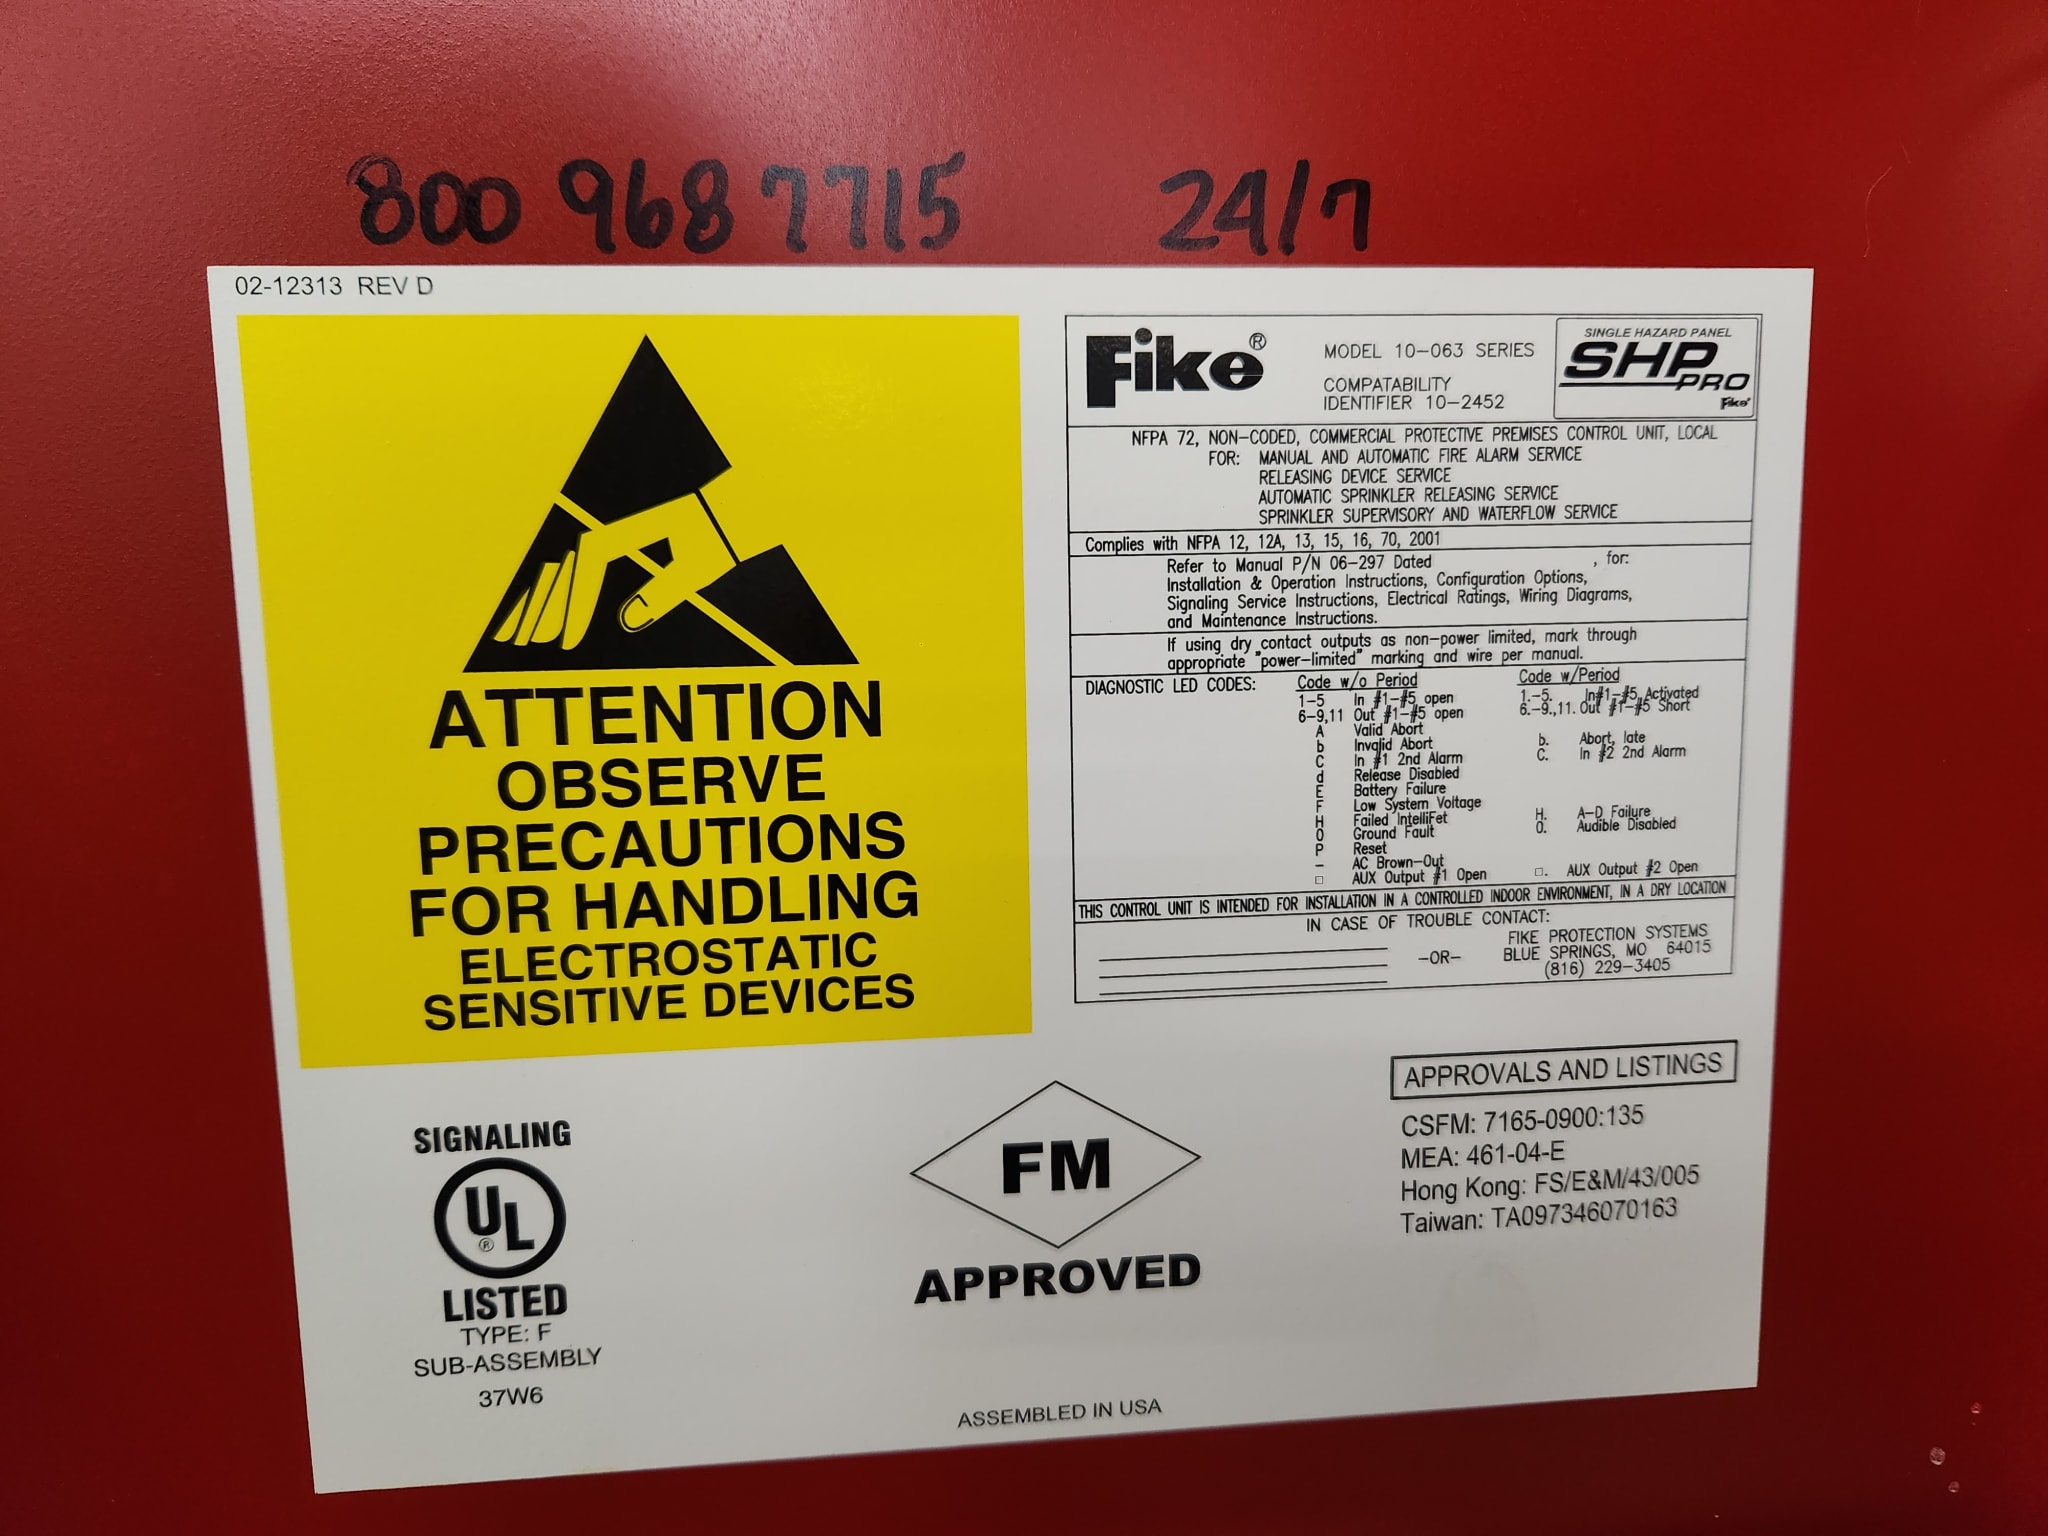 800 968 7715 24/7
02-12313 REV D
ATTENTION
OBSERVE
PRECAUTIONS
FOR HANDLING
ELECTROSTATIC
SENSITIVE DEVICES
Fike®
MODEL 10-063 SERIES
COMPATABILITY
IDENTIFIER 10-2452
SINGLE HAZARD PANEL
SHP PRO
Fike®
NFPA 72, NON-CODED, COMMERCIAL PROTECTIVE PREMISES CONTROL UNIT, LOCAL
FOR: MANUAL AND AUTOMATIC FIRE ALARM SERVICE
RELEASING DEVICE SERVICE
AUTOMATIC SPRINKLER RELEASING SERVICE
SPRINKLER SUPERVISORY AND WATERFLOW SERVICE
Complies with NFPA 12, 12A, 13, 15, 16, 70, 2001
Refer to Manual P/N 06-297 Dated , for:
Installation & Operation Instructions, Configuration Options,
Signaling Service Instructions, Electrical Ratings, Wiring Diagrams,
and Maintenance Instructions.
If using dry contact outputs as non-power limited, mark through
appropriate "power-limited" marking and wire per manual.
DIAGNOSTIC LED CODES: Code w/o Period Code w/Period
1-5 In #1-#5 open 1.-5. In#1-#5 Activated
6-9,11 Out #1-#5 open 6.-9.,11. Out #1-#5 Short
A Valid Abort
b Invalid Abort b. Abort, late
C In #1 2nd Alarm C. In #2 2nd Alarm
d Release Disabled
E Battery Failure
F Low System Voltage
H Failed IntelliFet H. A-D Failure
0 Ground Fault 0. Audible Disabled
P Reset
- AC Brown-Out
□ AUX Output #1 Open □. AUX Output #2 Open
THIS CONTROL UNIT IS INTENDED FOR INSTALLATION IN A CONTROLLED INDOOR ENVIRONMENT, IN A DRY LOCATION
IN CASE OF TROUBLE CONTACT:
-OR- FIKE PROTECTION SYSTEMS
BLUE SPRINGS, MO 64015
(816) 229-3405
SIGNALING
UL®
LISTED
TYPE: F
SUB-ASSEMBLY
37W6
FM
APPROVED
APPROVALS AND LISTINGS
CSFM: 7165-0900:135
MEA: 461-04-E
Hong Kong: FS/E&M/43/005
Taiwan: TA097346070163
ASSEMBLED IN USA